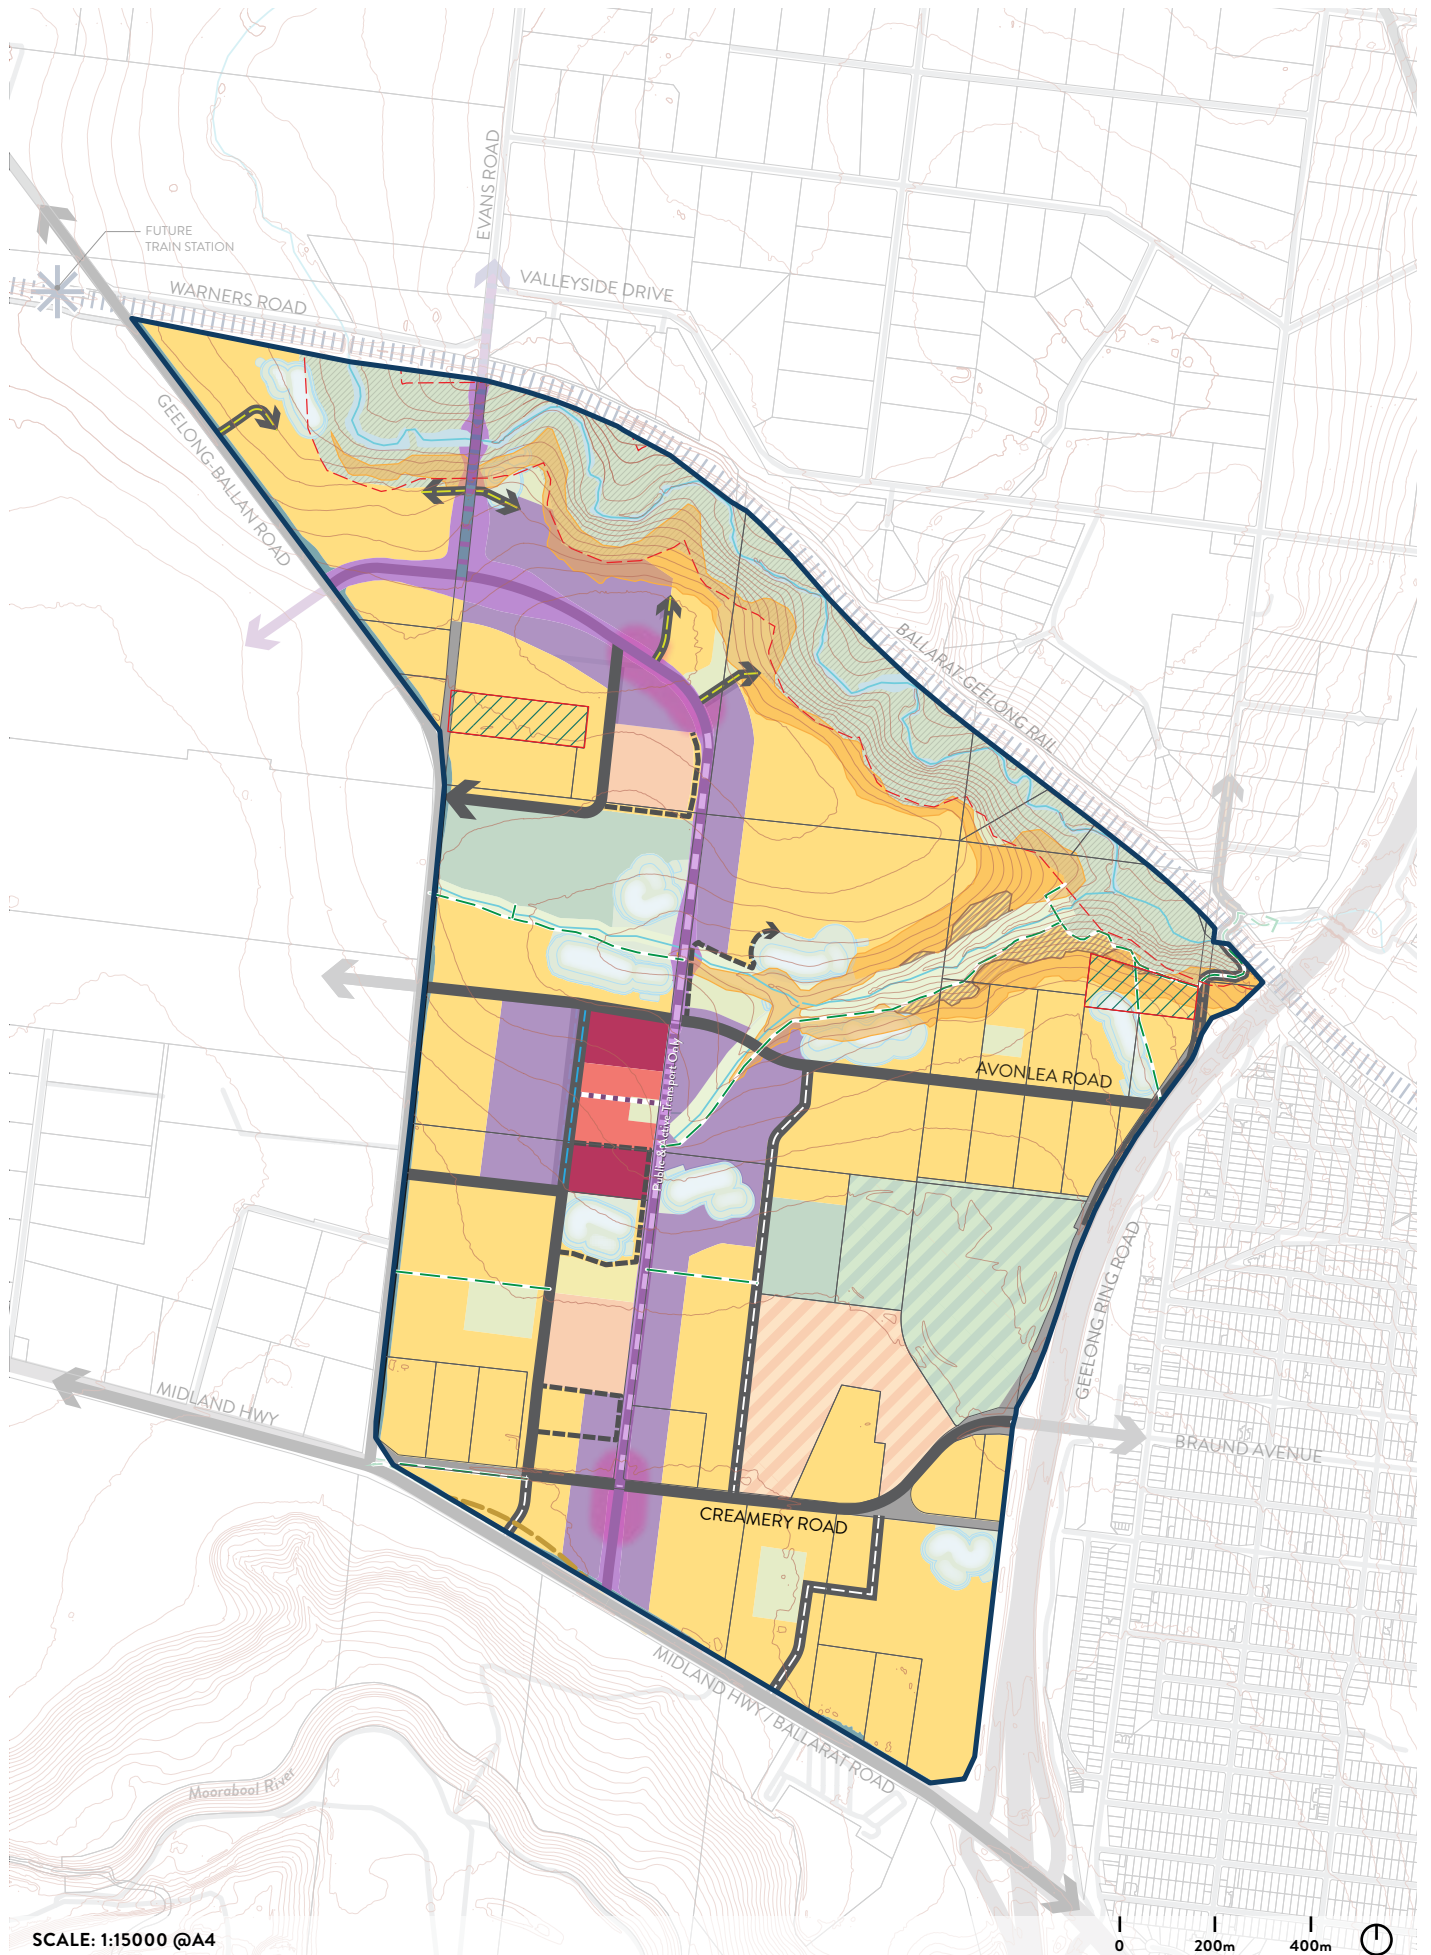 EVANS ROAD
FUTURE
TRAIN STATION
VALLEYSIDE DRIVE
WARNERS ROAD
GEELONG-BALLAN ROAD
BALLARAT-GEELONG RAIL
Public & Active Transport Only
AVONLEA ROAD
GEELONG RING ROAD
MIDLAND HWY
BRAUND AVENUE
CREAMERY ROAD
MIDLAND HWY / BALLARAT ROAD
Moorabool River
SCALE: 1:15000 @A4
0 200m 400m